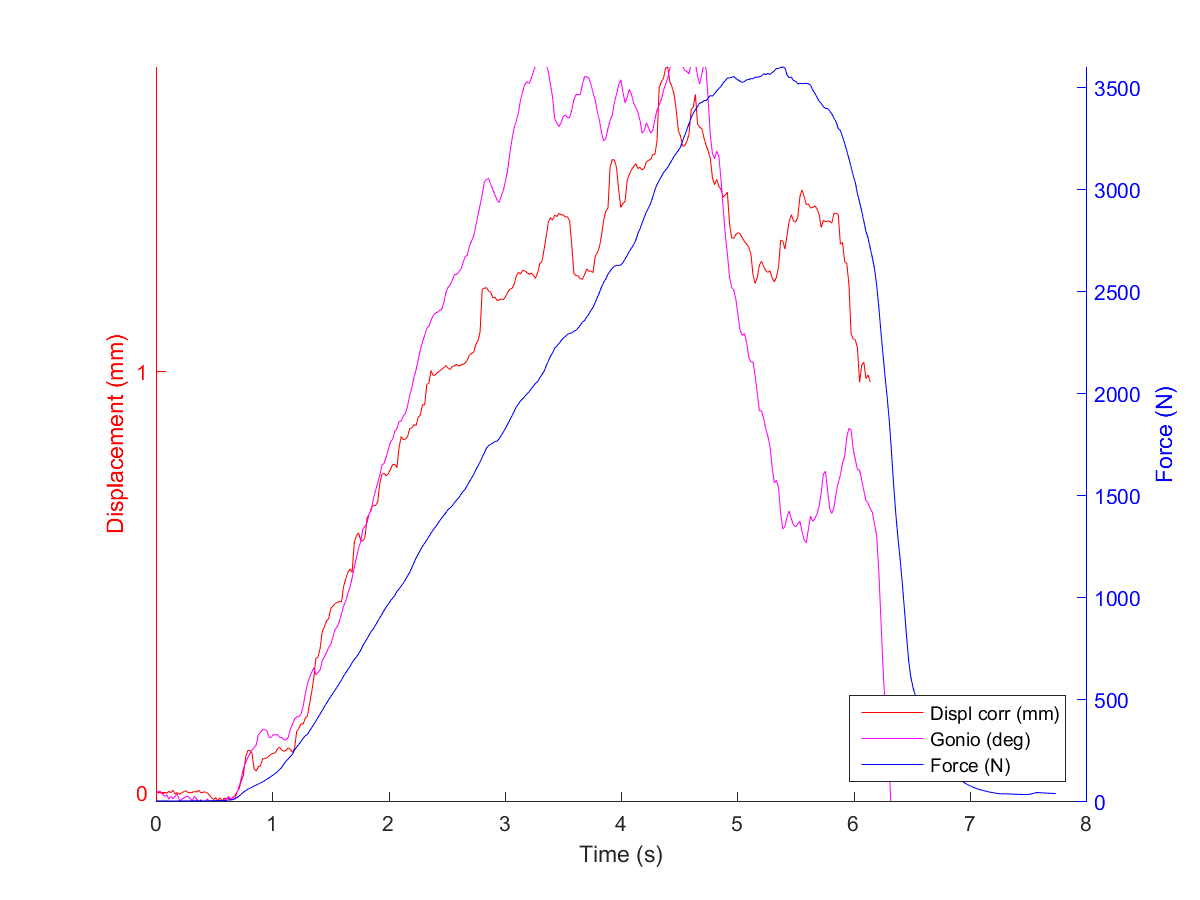 Displacement (mm)
1
0
3500
3000
2500
2000
1500
1000
500
0
Force (N)
Displ corr (mm)
Gonio (deg)
Force (N)
0 1 2 3 4 5 6 7 8
Time (s)